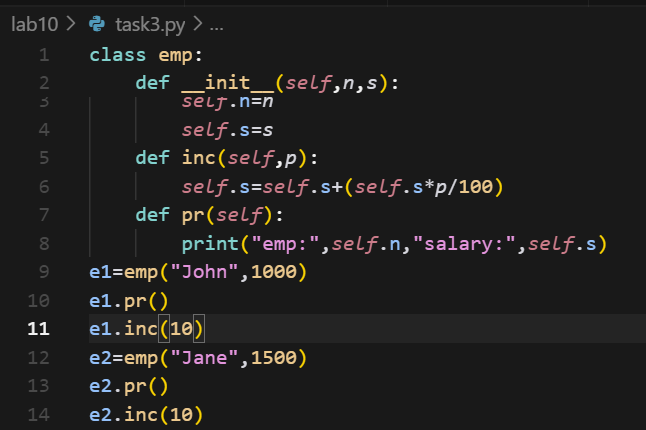 lab10 > task3.py > ...
1 class emp:
2     def __init__(self,n,s):
3         self.n=n
4         self.s=s
5     def inc(self,p):
6         self.s=self.s+(self.s*p/100)
7     def pr(self):
8         print("emp:",self.n,"salary:",self.s)
9 e1=emp("John",1000)
10 e1.pr()
11 e1.inc(10)
12 e2=emp("Jane",1500)
13 e2.pr()
14 e2.inc(10)